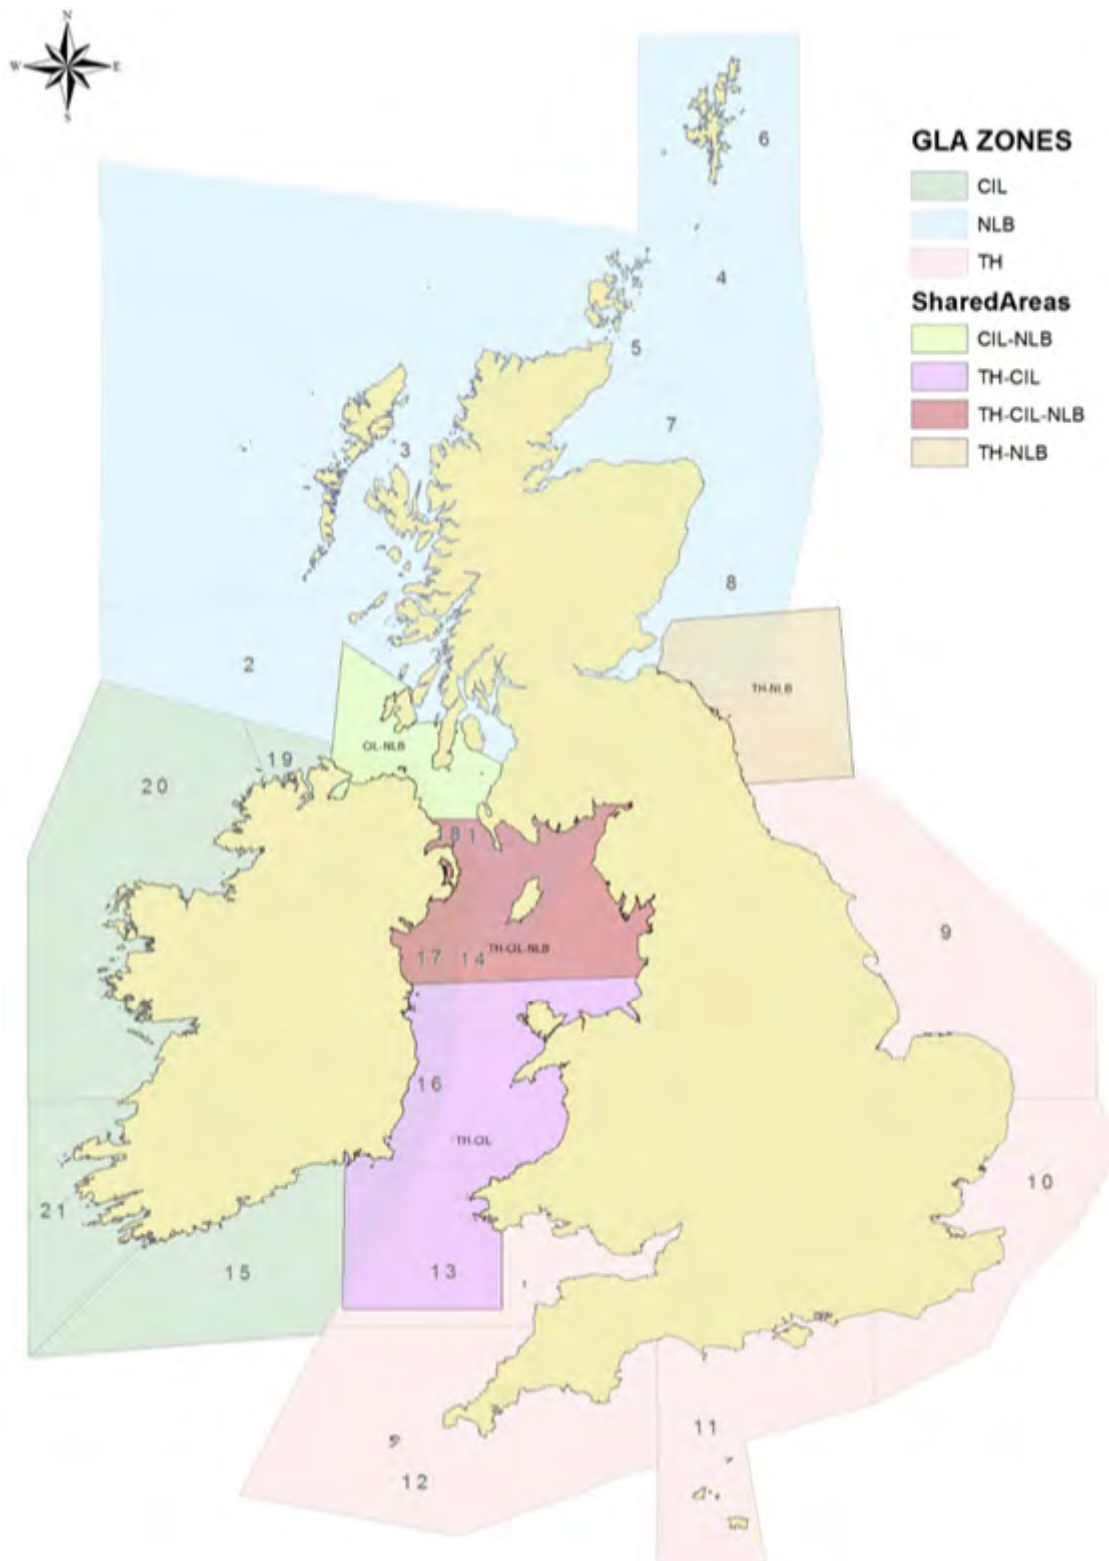 N
W E
S
GLA ZONES
CIL
NLB
TH
SharedAreas
CIL-NLB
TH-CIL
TH-CIL-NLB
TH-NLB
6
4
5
7
3
8
2
TH-NLB
CIL-NLB
19
20
18 1
9
17 14 TH-CIL-NLB
16
TH-CIL
10
21
15
13
11
12